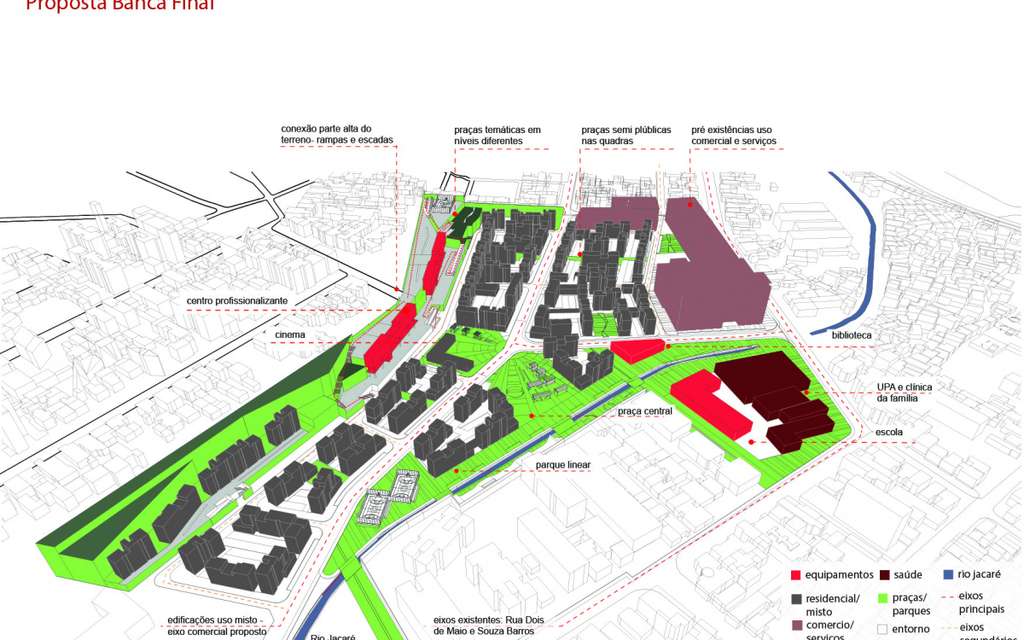 Proposta Banca Final
conexão parte alta do
terreno- rampas e escadas
praças temáticas em
níveis diferentes
praças semi plúblicas
nas quadras
pré existências uso
comercial e serviços
centro profissionalizante
cinema
biblioteca
UPA e clínica
da família
praça central
escola
parque linear
equipamentos
saúde
rio jacaré
residencial/
misto
praças/
parques
eixos
principais
comercio/
serviços
entorno
eixos
segundários
edificações uso misto -
eixo comercial proposto
Rio Jacaré
eixos existentes: Rua Dois
de Maio e Souza Barros